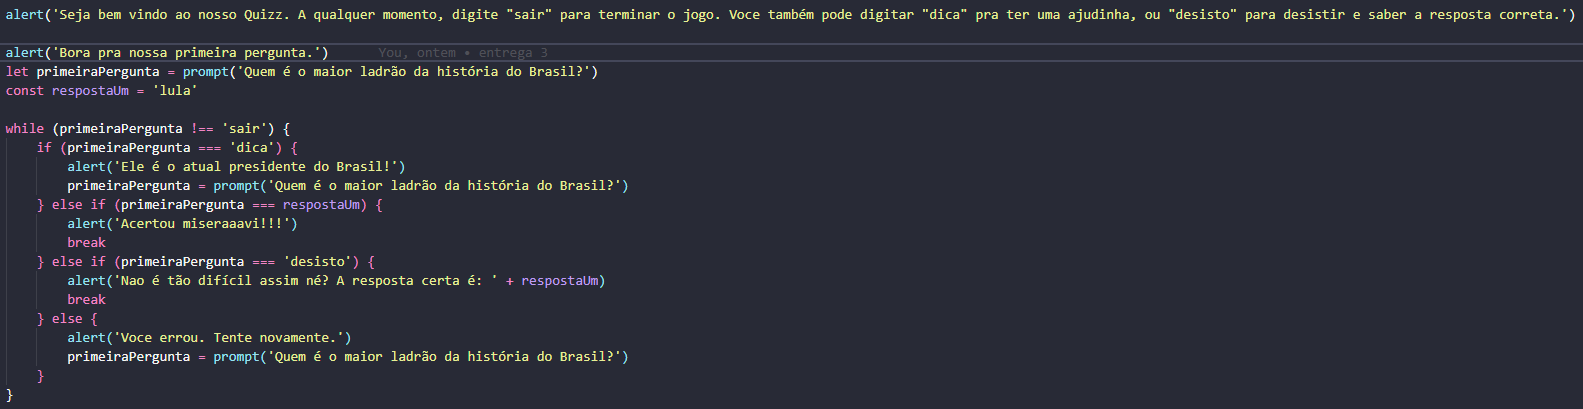 alert('Seja bem vindo ao nosso Quizz. A qualquer momento, digite "sair" para terminar o jogo. Voce também pode digitar "dica" pra ter uma ajudinha, ou "desisto" para desistir e saber a resposta correta.')
alert('Bora pra nossa primeira pergunta.') You, ontem • entrega 3
let primeiraPergunta = prompt('Quem é o maior ladrão da história do Brasil?')
const respostaUm = 'lula'
while (primeiraPergunta !== 'sair') {
    if (primeiraPergunta === 'dica') {
        alert('Ele é o atual presidente do Brasil!')
        primeiraPergunta = prompt('Quem é o maior ladrão da história do Brasil?')
    } else if (primeiraPergunta === respostaUm) {
        alert('Acertou miseraaavi!!!')
        break
    } else if (primeiraPergunta === 'desisto') {
        alert('Nao é tão difícil assim né? A resposta certa é: ' + respostaUm)
        break
    } else {
        alert('Voce errou. Tente novamente.')
        primeiraPergunta = prompt('Quem é o maior ladrão da história do Brasil?')
    }
}